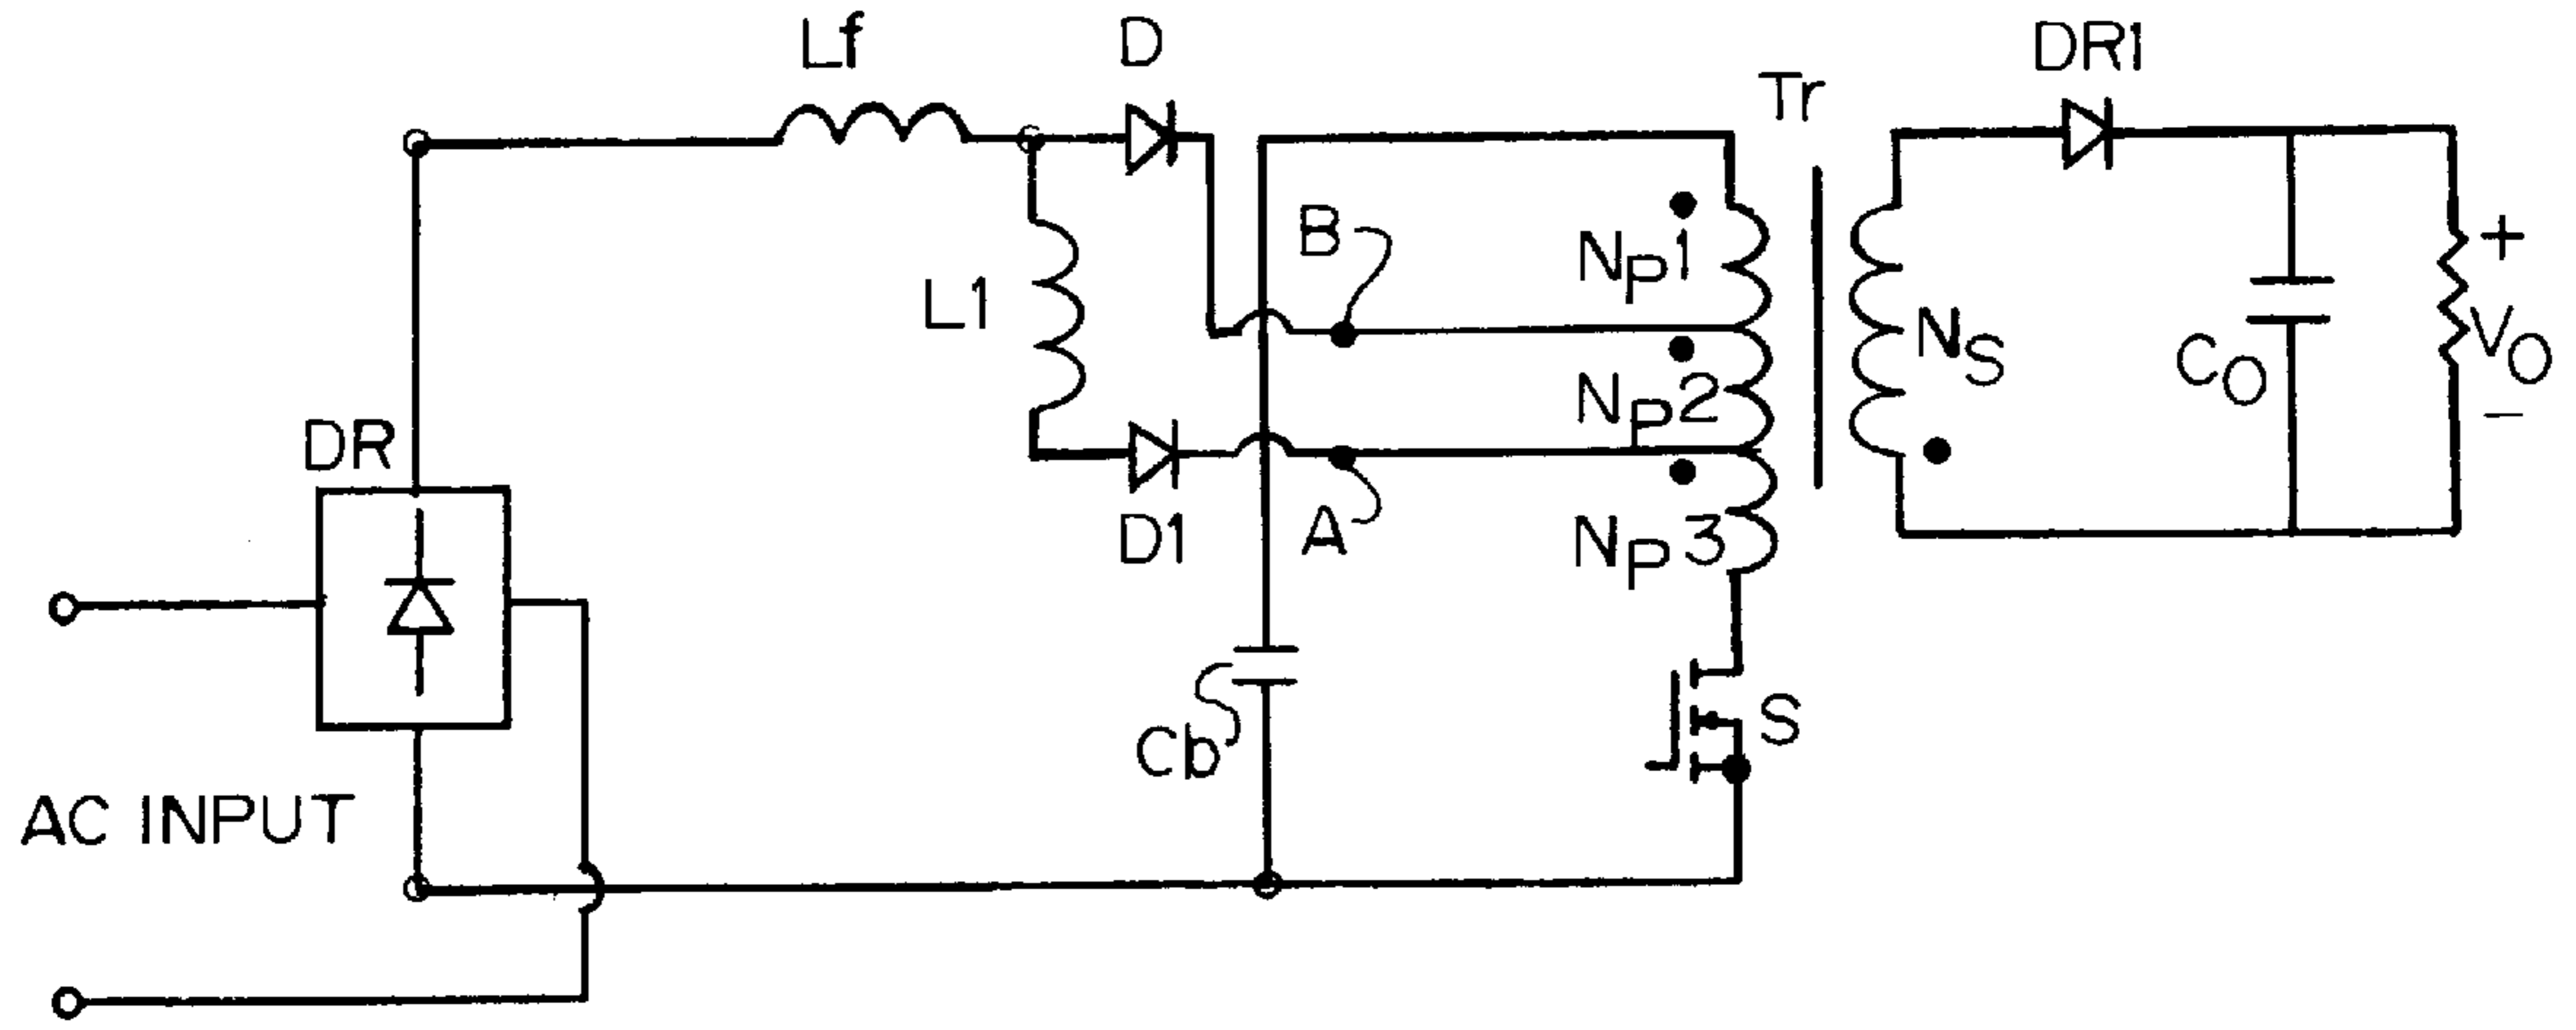 Lf
D
Tr
DR1
B
NP1
L1
NP2
NS
CO
+
VO
−
DR
D1
A
NP3
Cb
S
AC INPUT